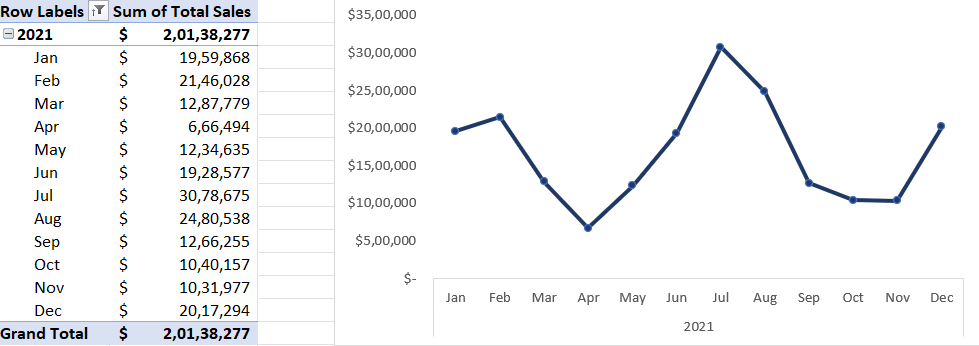 Row Labels Sum of Total Sales
2021 $ 2,01,38,277
Jan $ 19,59,868
Feb $ 21,46,028
Mar $ 12,87,779
Apr $ 6,66,494
May $ 12,34,635
Jun $ 19,28,577
Jul $ 30,78,675
Aug $ 24,80,538
Sep $ 12,66,255
Oct $ 10,40,157
Nov $ 10,31,977
Dec $ 20,17,294
Grand Total $ 2,01,38,277
$35,00,000
$30,00,000
$25,00,000
$20,00,000
$15,00,000
$10,00,000
$5,00,000
$-
Jan Feb Mar Apr May Jun Jul Aug Sep Oct Nov Dec
2021